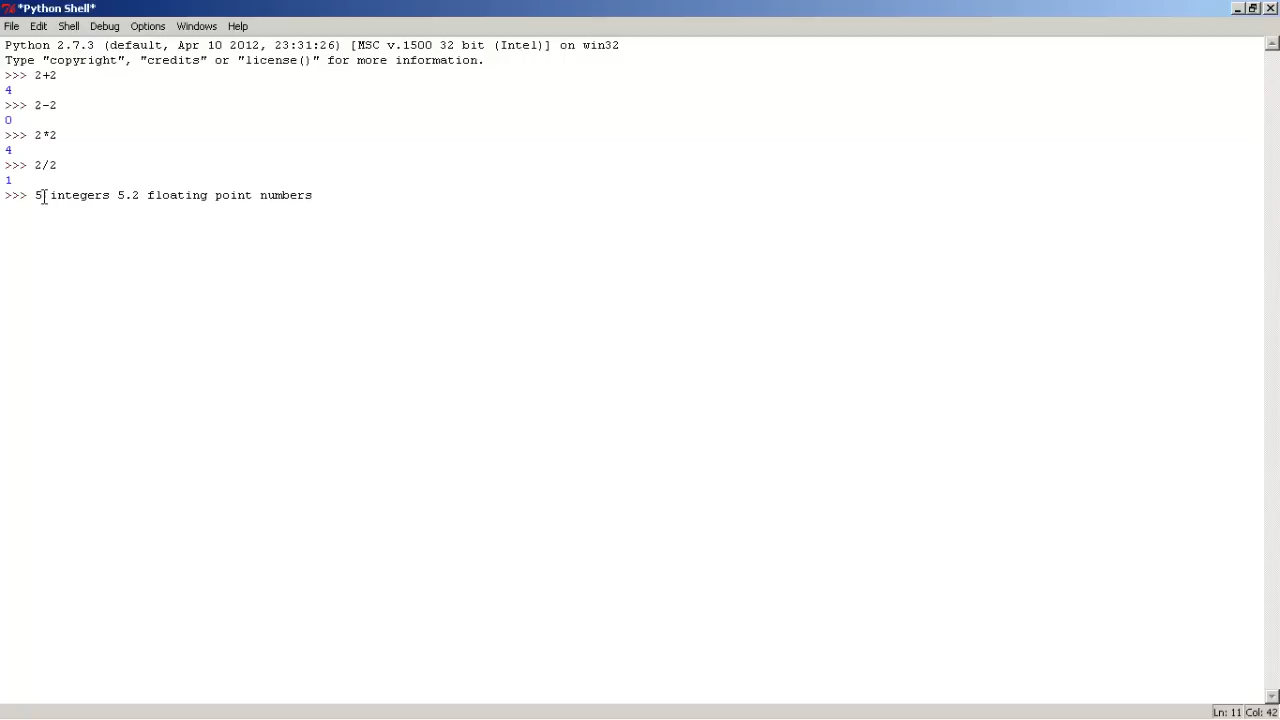 *Python Shell*
File Edit Shell Debug Options Windows Help
Python 2.7.3 (default, Apr 10 2012, 23:31:26) [MSC v.1500 32 bit (Intel)] on win32
Type "copyright", "credits" or "license()" for more information.
>>> 2+2
4
>>> 2-2
0
>>> 2*2
4
>>> 2/2
1
>>> 5 integers 5.2 floating point numbers
Ln: 11 Col: 42